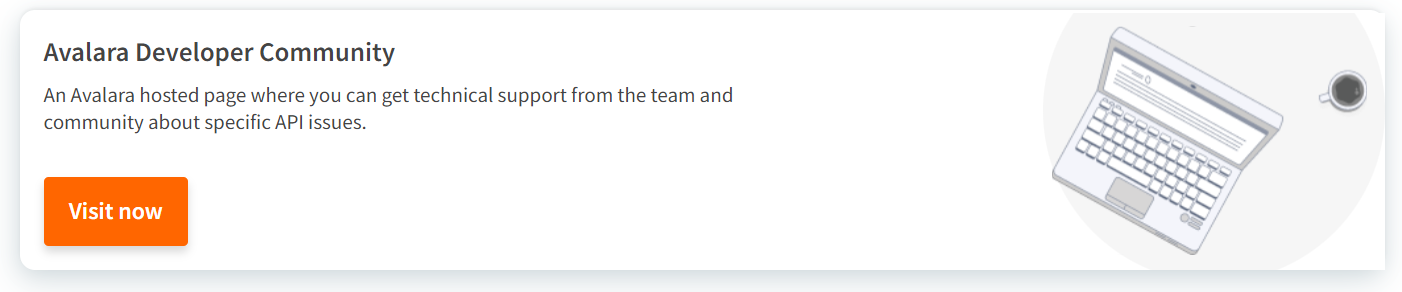 Avalara Developer Community
An Avalara hosted page where you can get technical support from the team and
community about specific API issues.
Visit now